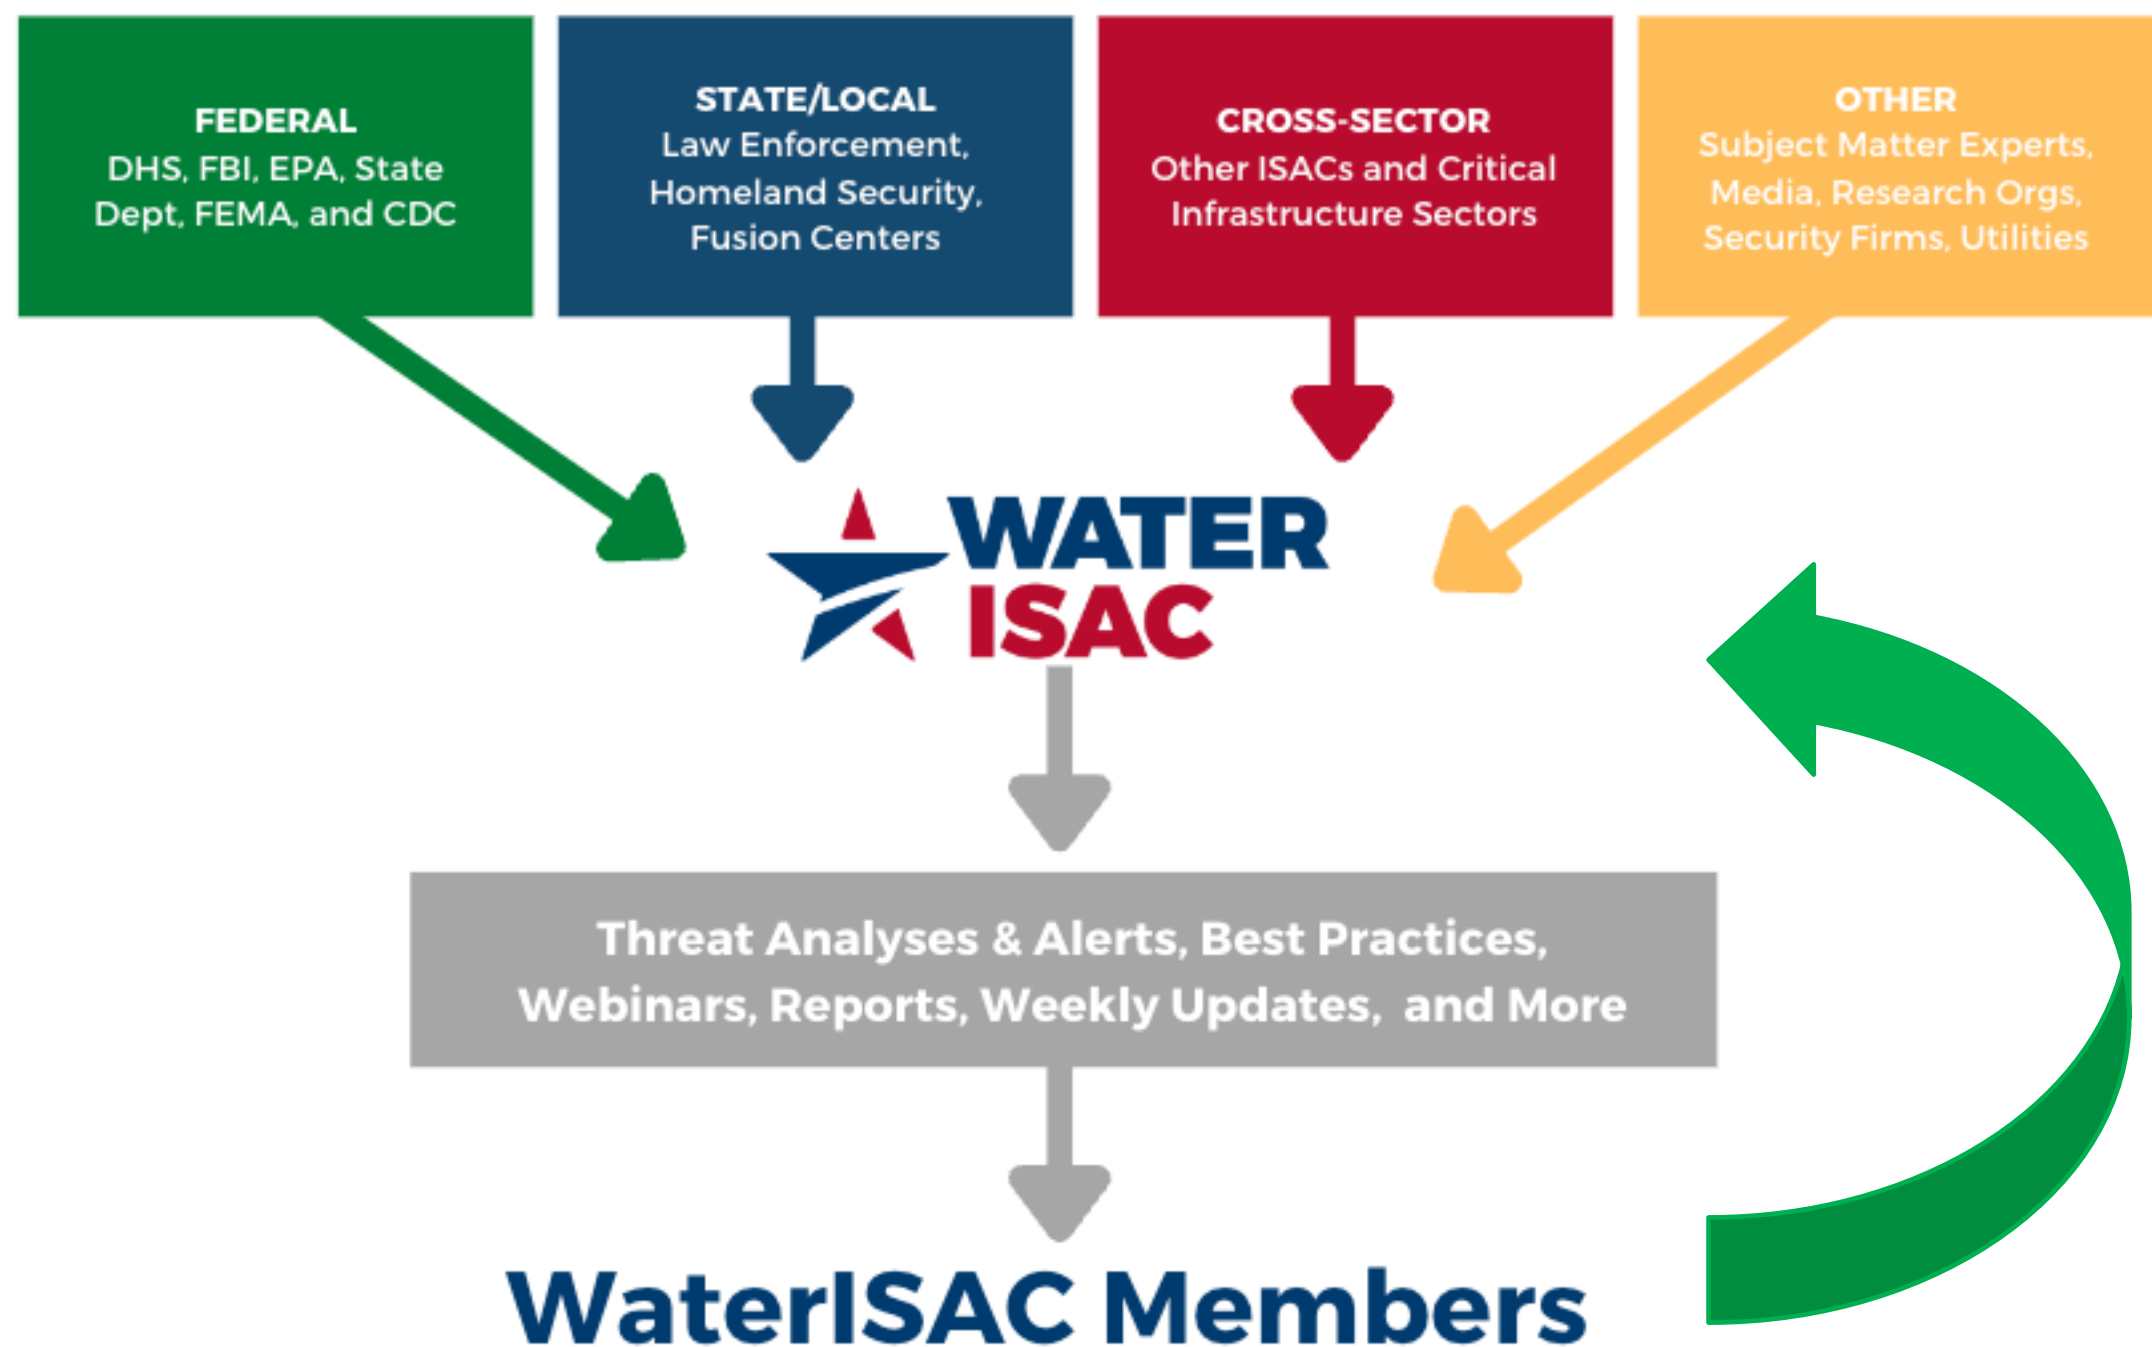 FEDERAL
DHS, FBI, EPA, State
Dept, FEMA, and CDC
STATE/LOCAL
Law Enforcement,
Homeland Security,
Fusion Centers
CROSS-SECTOR
Other ISACs and Critical
Infrastructure Sectors
OTHER
Subject Matter Experts,
Media, Research Orgs,
Security Firms, Utilities
WATER
ISAC
Threat Analyses & Alerts, Best Practices,
Webinars, Reports, Weekly Updates, and More
WaterISAC Members